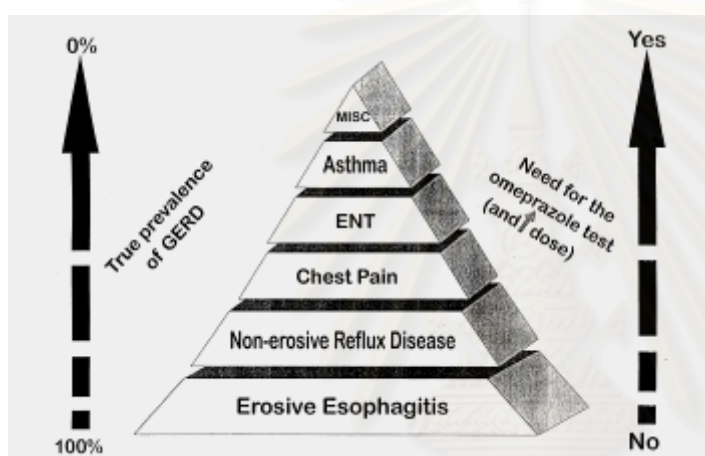 0%
Yes
MISC
Asthma
ENT
Chest Pain
Non-erosive Reflux Disease
Erosive Esophagitis
True prevalence
of GERD
Need for the
omeprazole test
(and ↑ dose)
100%
No